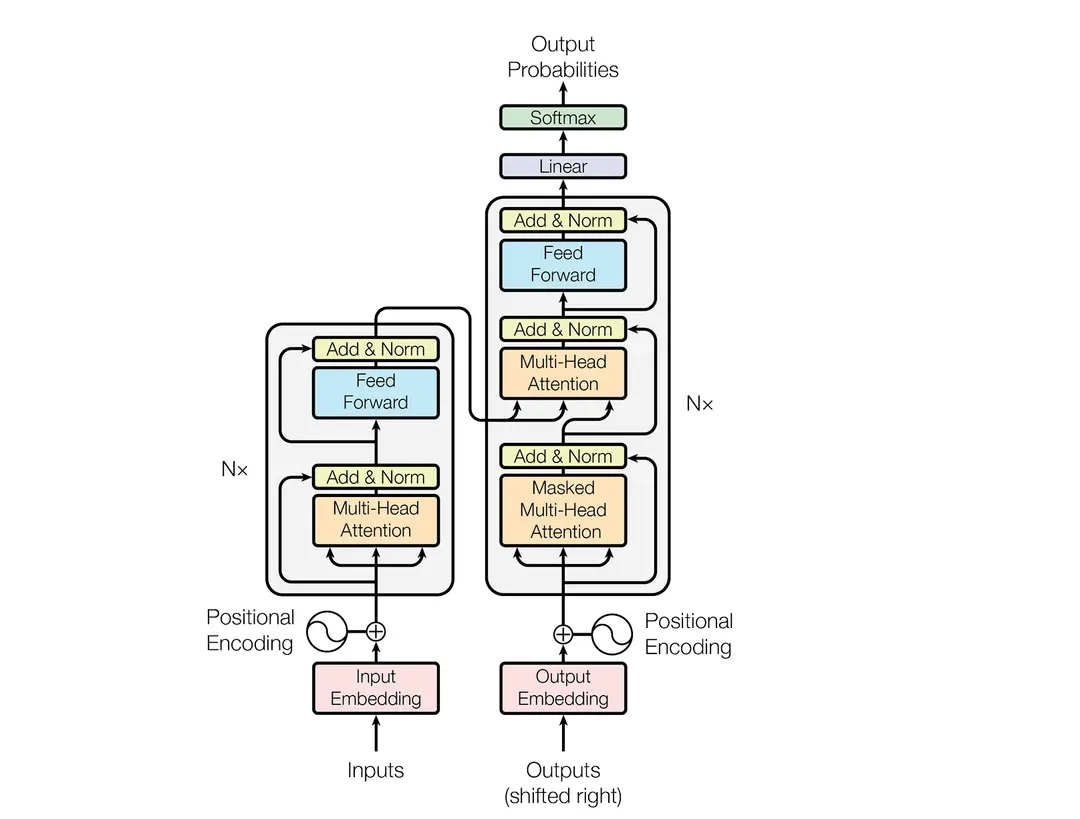 Output
Probabilities
Softmax
Linear
Add & Norm
Feed
Forward
Add & Norm
Multi-Head
Attention
N×
Add & Norm
Masked
Multi-Head
Attention
Add & Norm
Feed
Forward
N×
Add & Norm
Multi-Head
Attention
Positional
Encoding
Positional
Encoding
Input
Embedding
Output
Embedding
Inputs
Outputs
(shifted right)